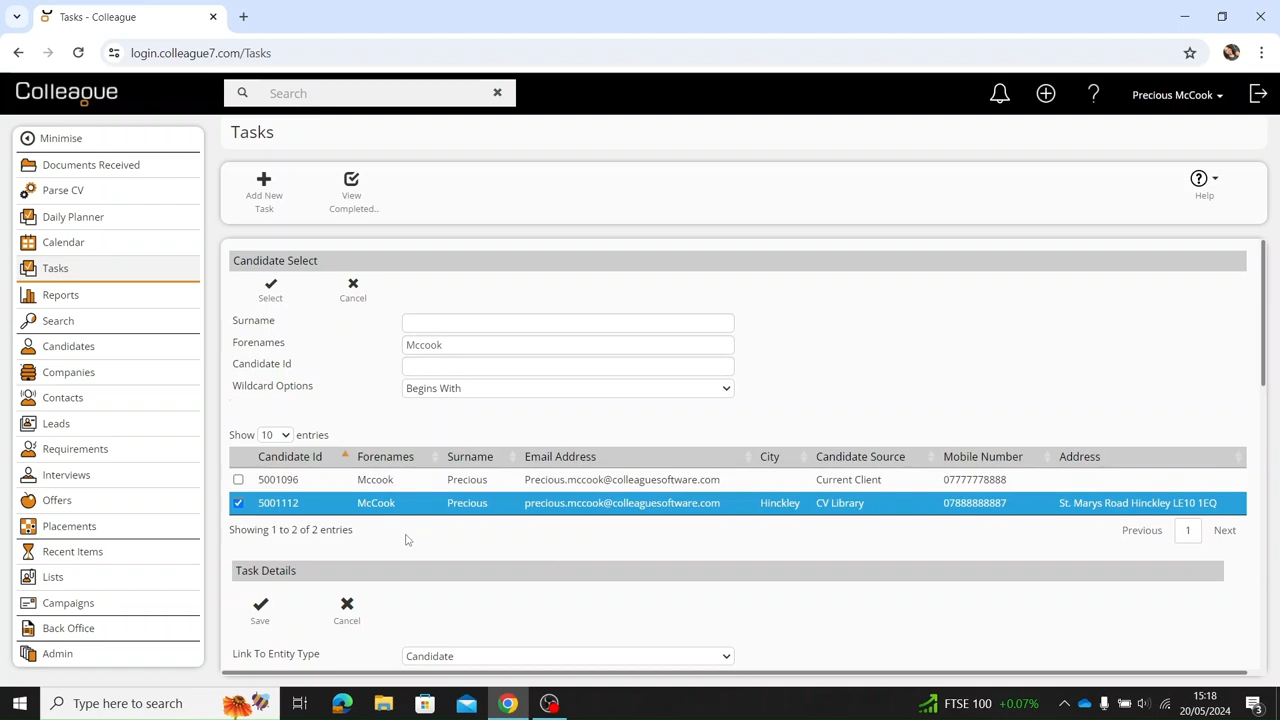 Tasks - Colleague
login.colleague7.com/Tasks
Colleague
Search
Precious McCook
Minimise
Documents Received
Parse CV
Daily Planner
Calendar
Tasks
Reports
Search
Candidates
Companies
Contacts
Leads
Requirements
Interviews
Offers
Placements
Recent Items
Lists
Campaigns
Back Office
Admin
Tasks
Add New
Task
View
Completed..
Help
Candidate Select
Select
Cancel
Surname
Forenames
Mccook
Candidate Id
Wildcard Options
Begins With
Show 10 entries
Candidate Id Forenames Surname Email Address City Candidate Source Mobile Number Address
5001096 Mccook Precious Precious.mccook@colleaguesoftware.com Current Client 07777778888
5001112 McCook Precious precious.mccook@colleaguesoftware.com Hinckley CV Library 07888888887 St. Marys Road Hinckley LE10 1EQ
Showing 1 to 2 of 2 entries
Previous 1 Next
Task Details
Save
Cancel
Link To Entity Type
Candidate
Type here to search
FTSE 100 +0.07%
15:18
20/05/2024
3